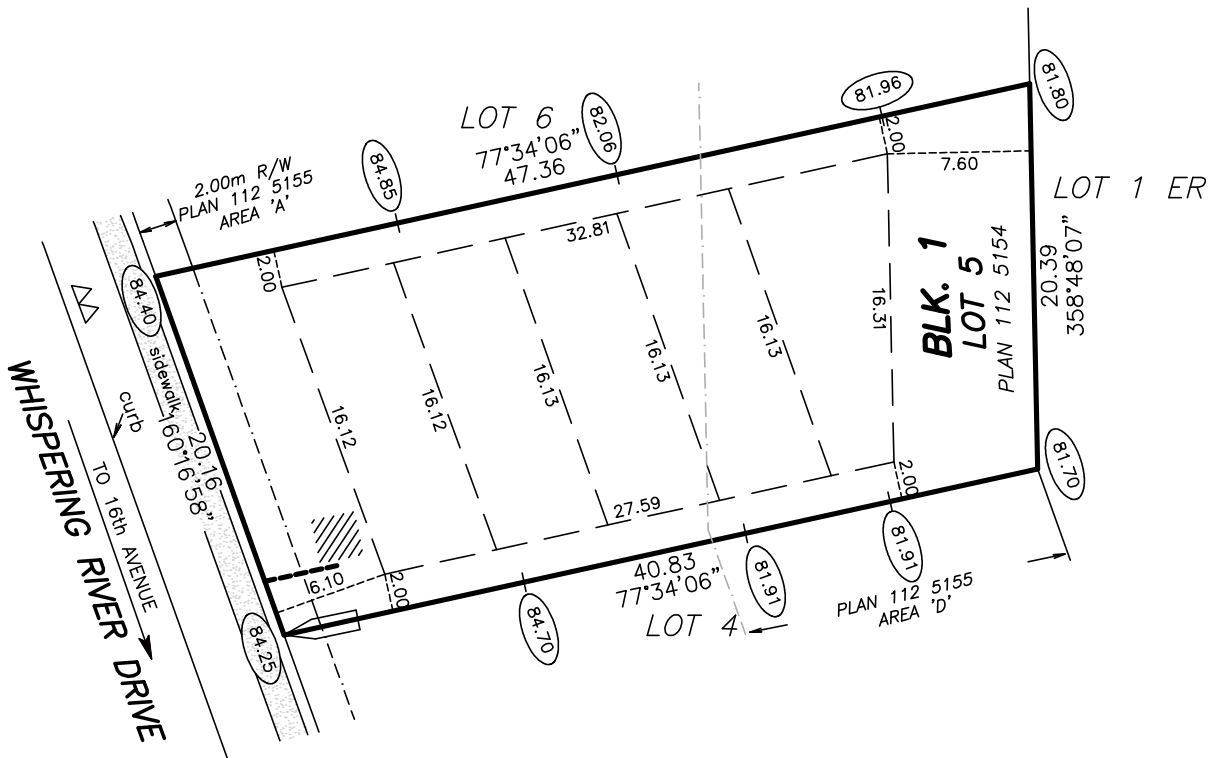 LOT 6
77°34'06"
47.36
84.85
82.06
81.96
81.80
2.00m R/W
PLAN 112 5155
AREA 'A'
2.00
7.60
LOT 1 ER
32.81
2.00
84.40
BLK. 1
LOT 5
PLAN 112 5154
20.39
358°48'07"
16.31
16.13
16.13
16.13
16.12
16.12
sidewalk
20.16
160°16'58"
curb
WHISPERING RIVER DRIVE
TO 16th AVENUE
27.59
2.00
81.70
6.10
2.00
40.83
77°34'06"
LOT 4
84.25
84.70
81.91
81.91
PLAN 112 5155
AREA 'D'